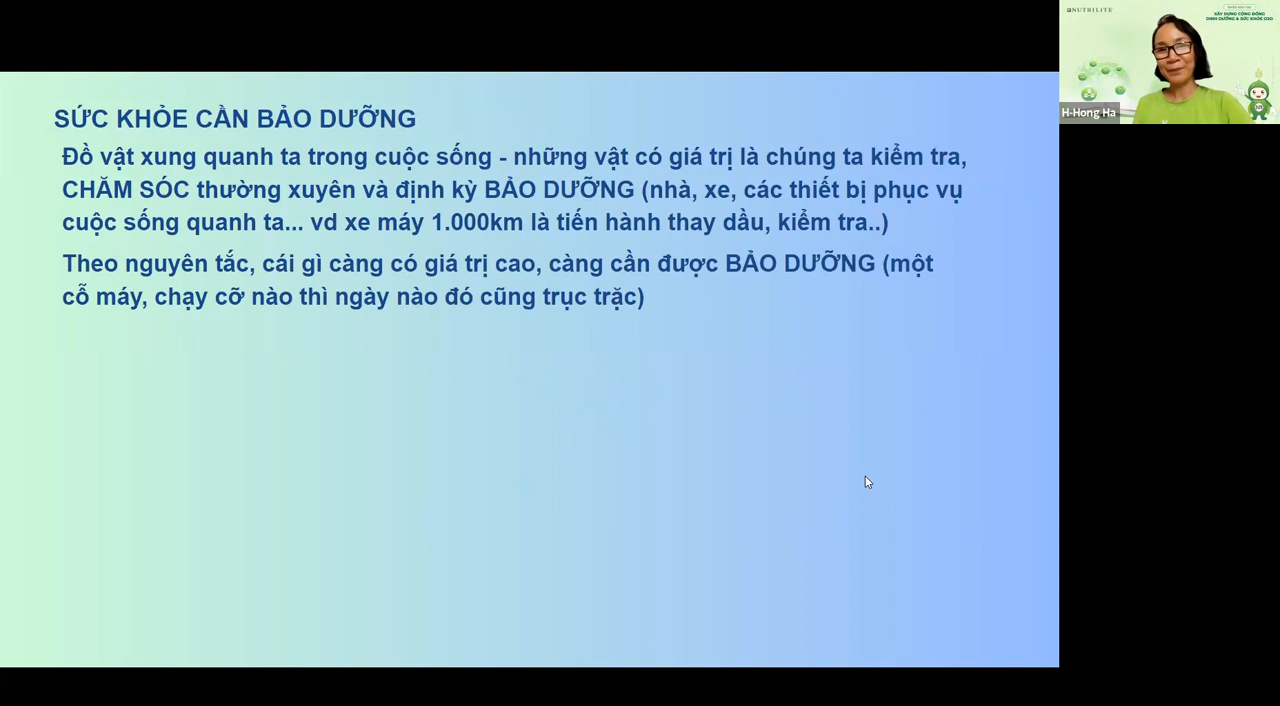 SỨC KHỎE CẦN BẢO DƯỠNG
Đồ vật xung quanh ta trong cuộc sống - những vật có giá trị là chúng ta kiểm tra,
CHĂM SÓC thường xuyên và định kỳ BẢO DƯỠNG (nhà, xe, các thiết bị phục vụ
cuộc sống quanh ta... vd xe máy 1.000km là tiến hành thay dầu, kiểm tra..)
Theo nguyên tắc, cái gì càng có giá trị cao, càng cần được BẢO DƯỠNG (một
cỗ máy, chạy cỡ nào thì ngày nào đó cũng trục trặc)
NUTRILITE
XÂY DỰNG CỘNG ĐỒNG
DINH DƯỠNG & SỨC KHỎE O2O
H-Hong Ha